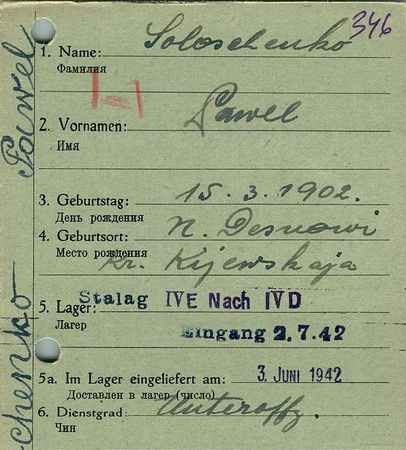 346
1. Name: Soloschenko
Фамилия
2. Vornamen: Pawel
Имя
3. Geburtstag: 15.3.1902.
День рождения
4. Geburtsort: N. Desnowi
Место рождения
Kr. Kijewskaja
5. Lager: Stalag IVE Nach IVD
Лагерь
Eingang 2.7.42
5a. Im Lager eingeliefert am: 3. JUNI 1942
Доставлен в лагерь (число)
6. Dienstgrad: Unteroffz.
Чин
chenko Pawel